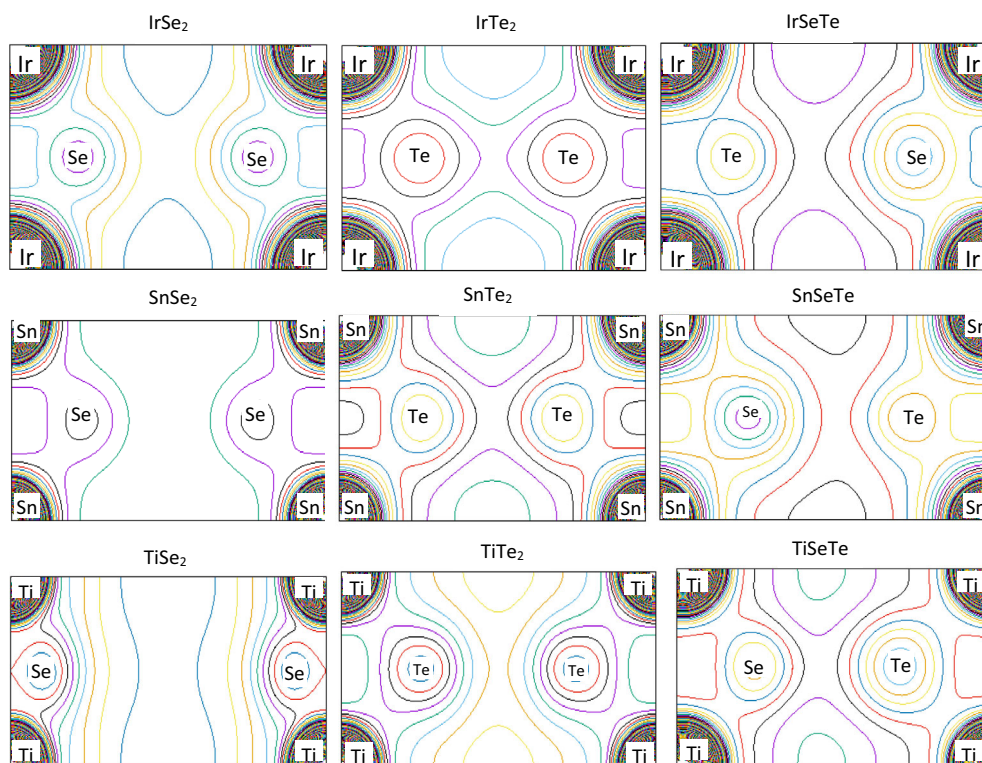 IrSe₂ IrTe₂ IrSeTe
Ir Ir Ir Ir Ir Ir
Se Se Te Te Te Se
Ir Ir Ir Ir Ir Ir
SnSe₂ SnTe₂ SnSeTe
Sn Sn Sn Sn Sn Sn
Se Se Te Te Se Te
Sn Sn Sn Sn Sn Sn
TiSe₂ TiTe₂ TiSeTe
Ti Ti Ti Ti Ti Ti
Se Se Te Te Se Te
Ti Ti Ti Ti Ti Ti